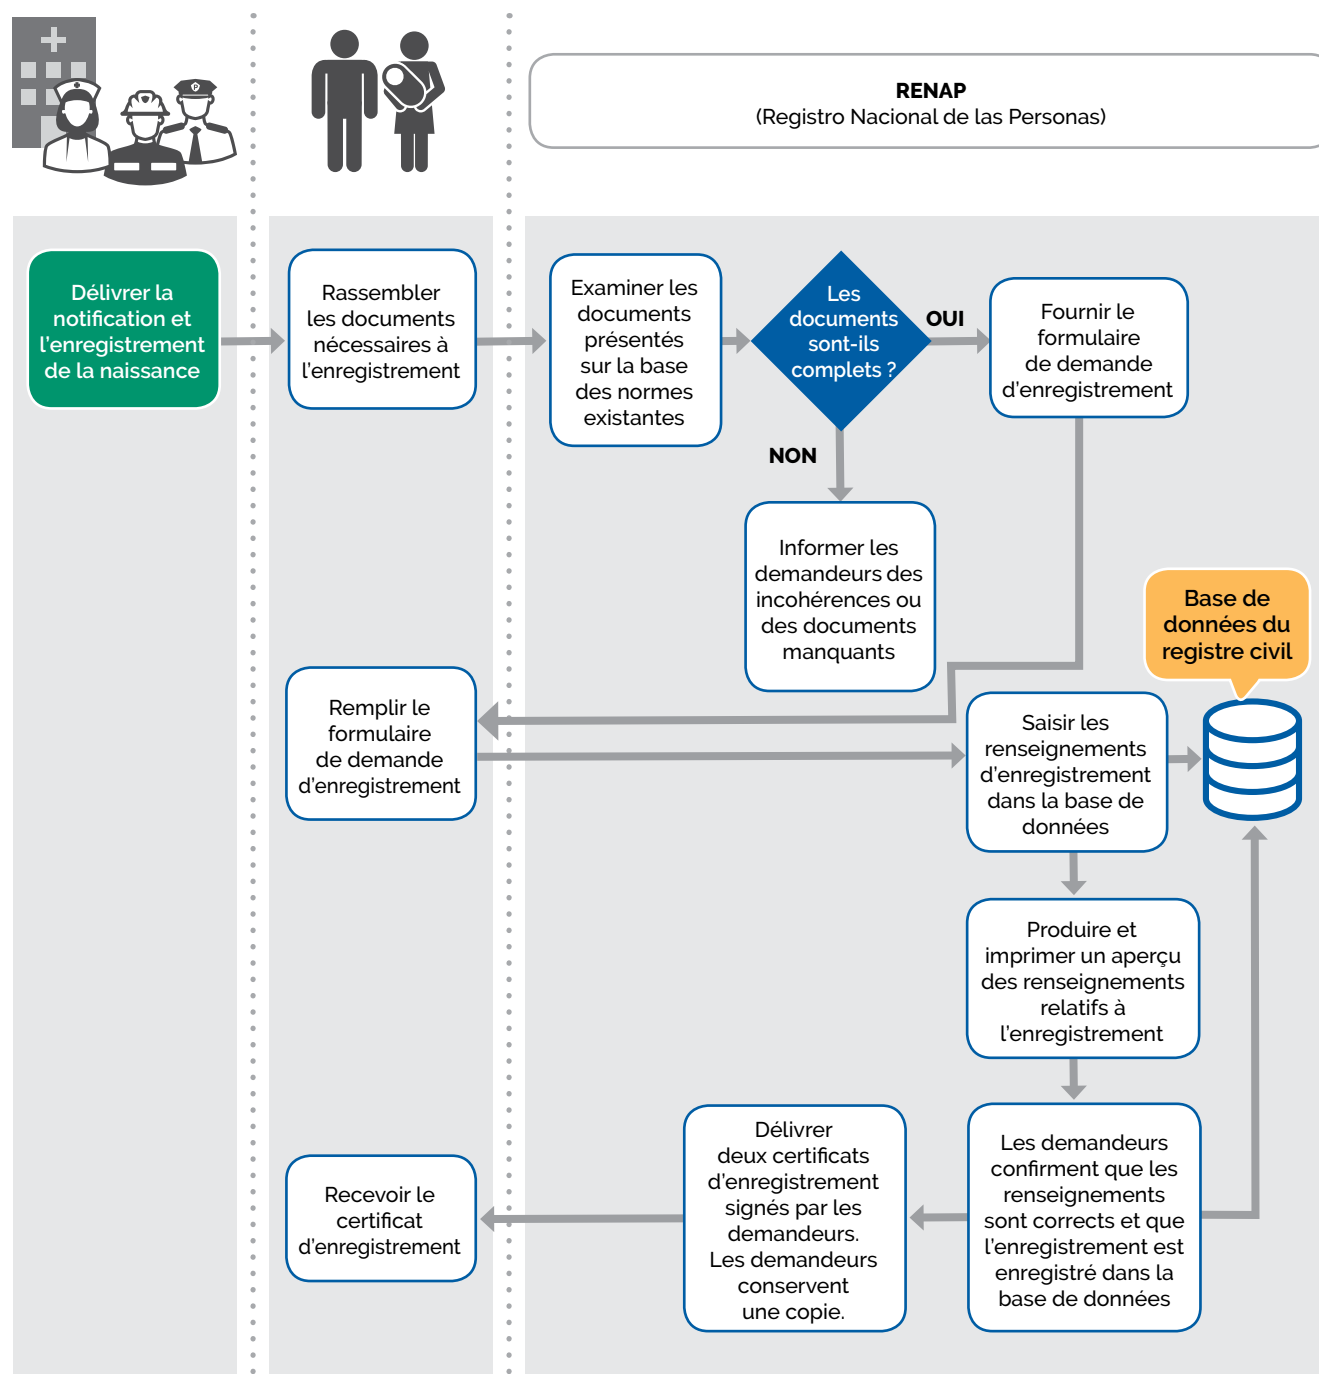 RENAP
(Registro Nacional de las Personas)
Délivrer la
notification et
l'enregistrement
de la naissance
Rassembler
les documents
nécessaires à
l'enregistrement
Examiner les
documents
présentés
sur la base
des normes
existantes
Les
documents
sont-ils
complets ?
OUI
Fournir le
formulaire
de demande
d'enregistrement
NON
Informer les
demandeurs des
incohérences ou
des documents
manquants
Base de
données du
registre civil
Remplir le
formulaire
de demande
d'enregistrement
Saisir les
renseignements
d'enregistrement
dans la base de
données
Produire et
imprimer un aperçu
des renseignements
relatifs à
l'enregistrement
Les demandeurs
confirment que les
renseignements
sont corrects et que
l'enregistrement est
enregistré dans la
base de données
Délivrer
deux certificats
d'enregistrement
signés par les
demandeurs.
Les demandeurs
conservent
une copie.
Recevoir le
certificat
d'enregistrement